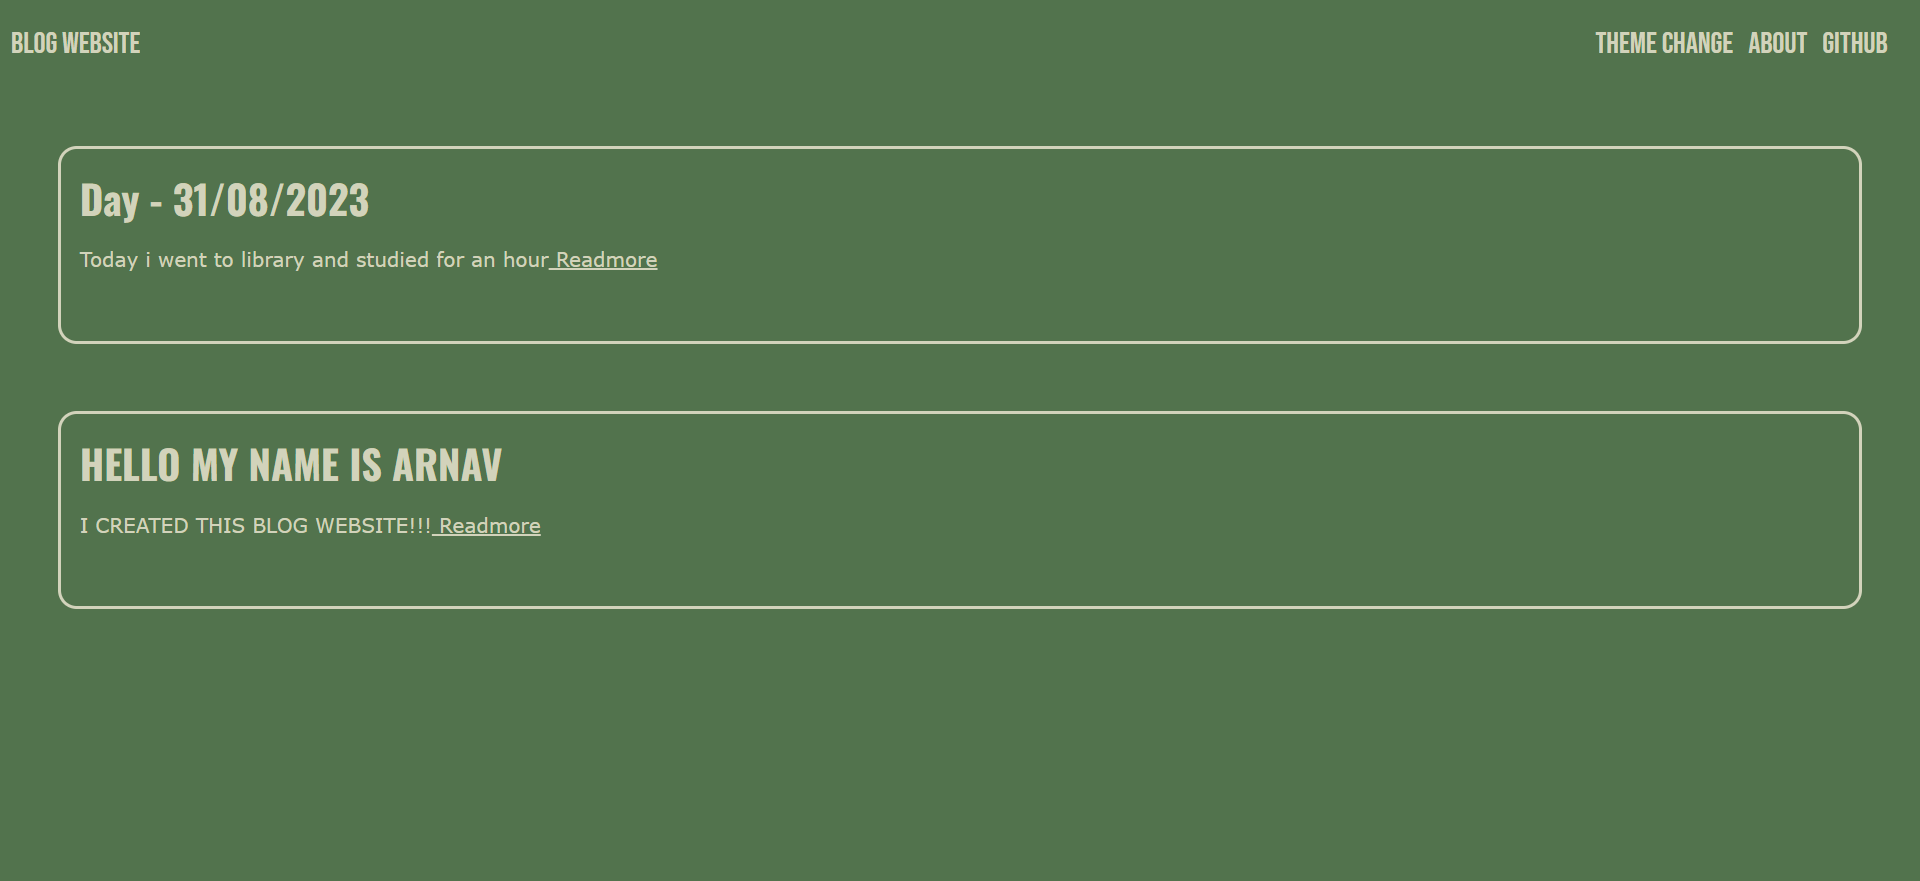 BLOG WEBSITE THEME CHANGE ABOUT GITHUB
Day - 31/08/2023
Today i went to library and studied for an hour Readmore
HELLO MY NAME IS ARNAV
I CREATED THIS BLOG WEBSITE!!! Readmore